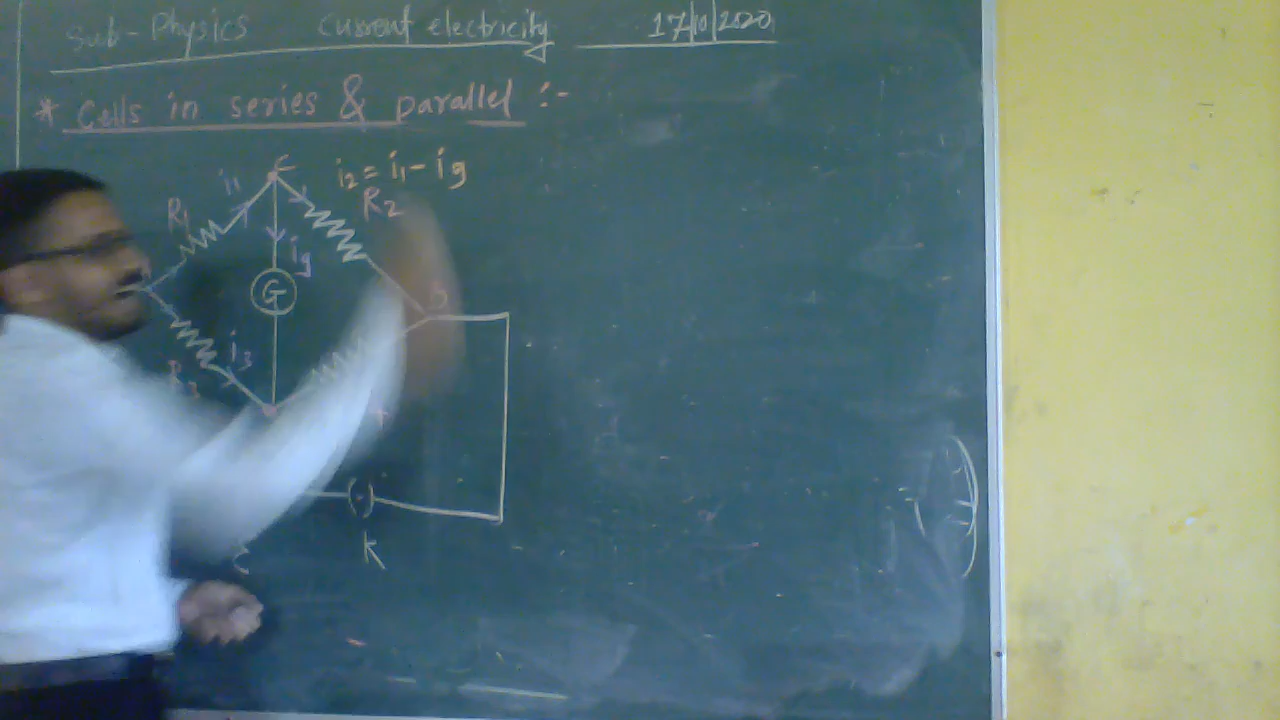 Sub-Physics Current electricity 17/10/2020
* Cells in series & parallel :-
C
i1 i2 = i1 - ig
R1 R2
ig
G
i3
K